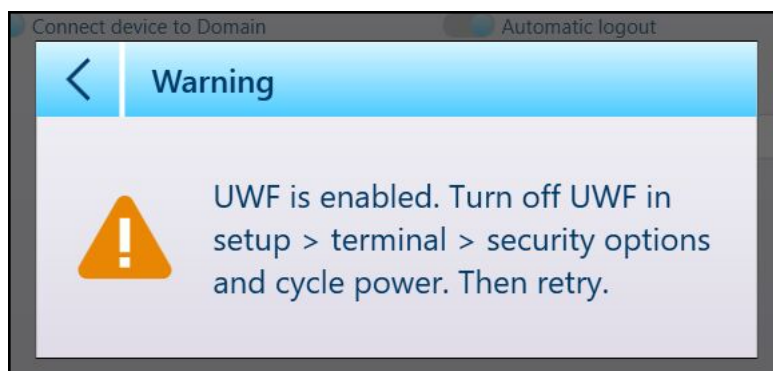 Connect device to Domain
Automatic logout
Warning
UWF is enabled. Turn off UWF in
setup > terminal > security options
and cycle power. Then retry.